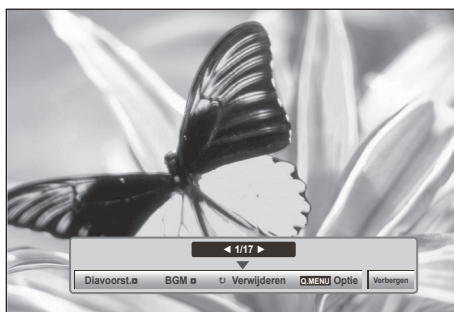 ◀ 1/17 ▶
Diavoorst. BGM ↻ Verwijderen Q.MENU Optie Verbergen